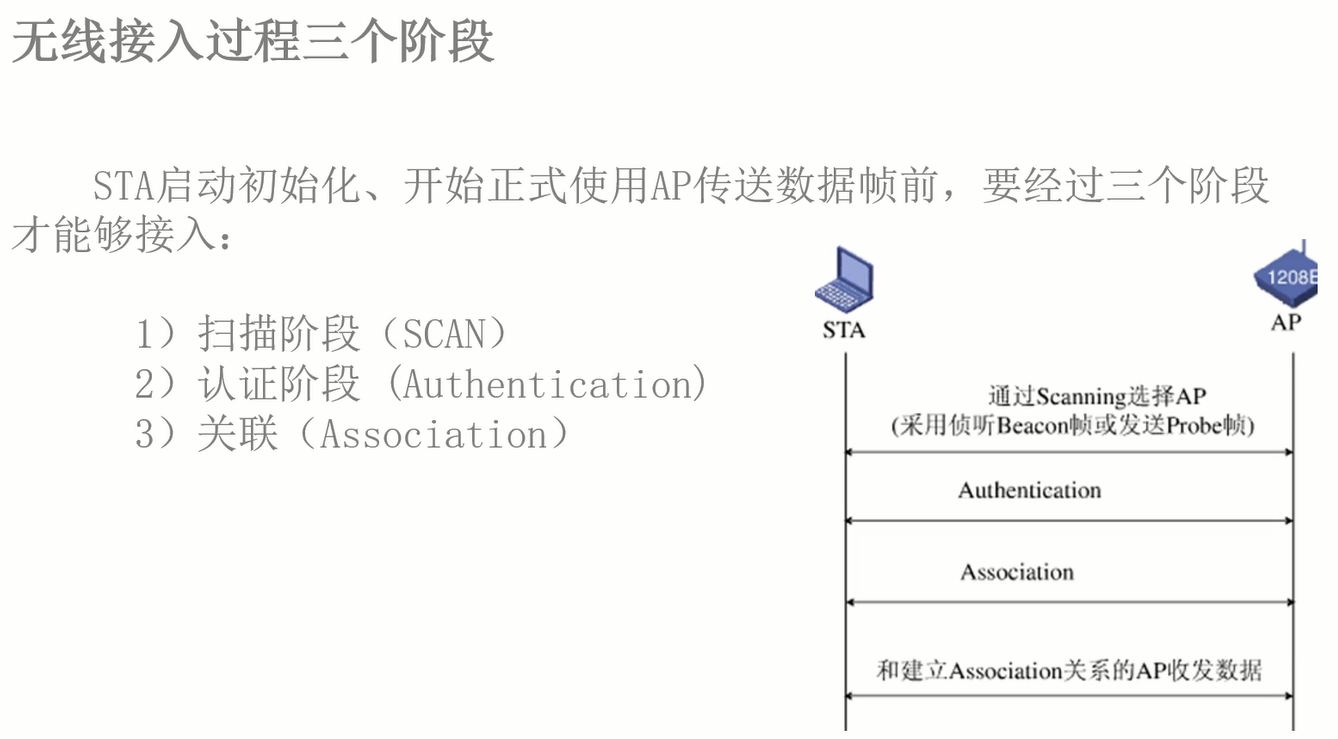 无线接入过程三个阶段
STA启动初始化、开始正式使用AP传送数据帧前，要经过三个阶段
才能够接入：
1）扫描阶段（SCAN）
2）认证阶段（Authentication）
3）关联（Association）
1208E
STA
AP
通过Scanning选择AP
(采用侦听Beacon帧或发送Probe帧)
Authentication
Association
和建立Association关系的AP收发数据